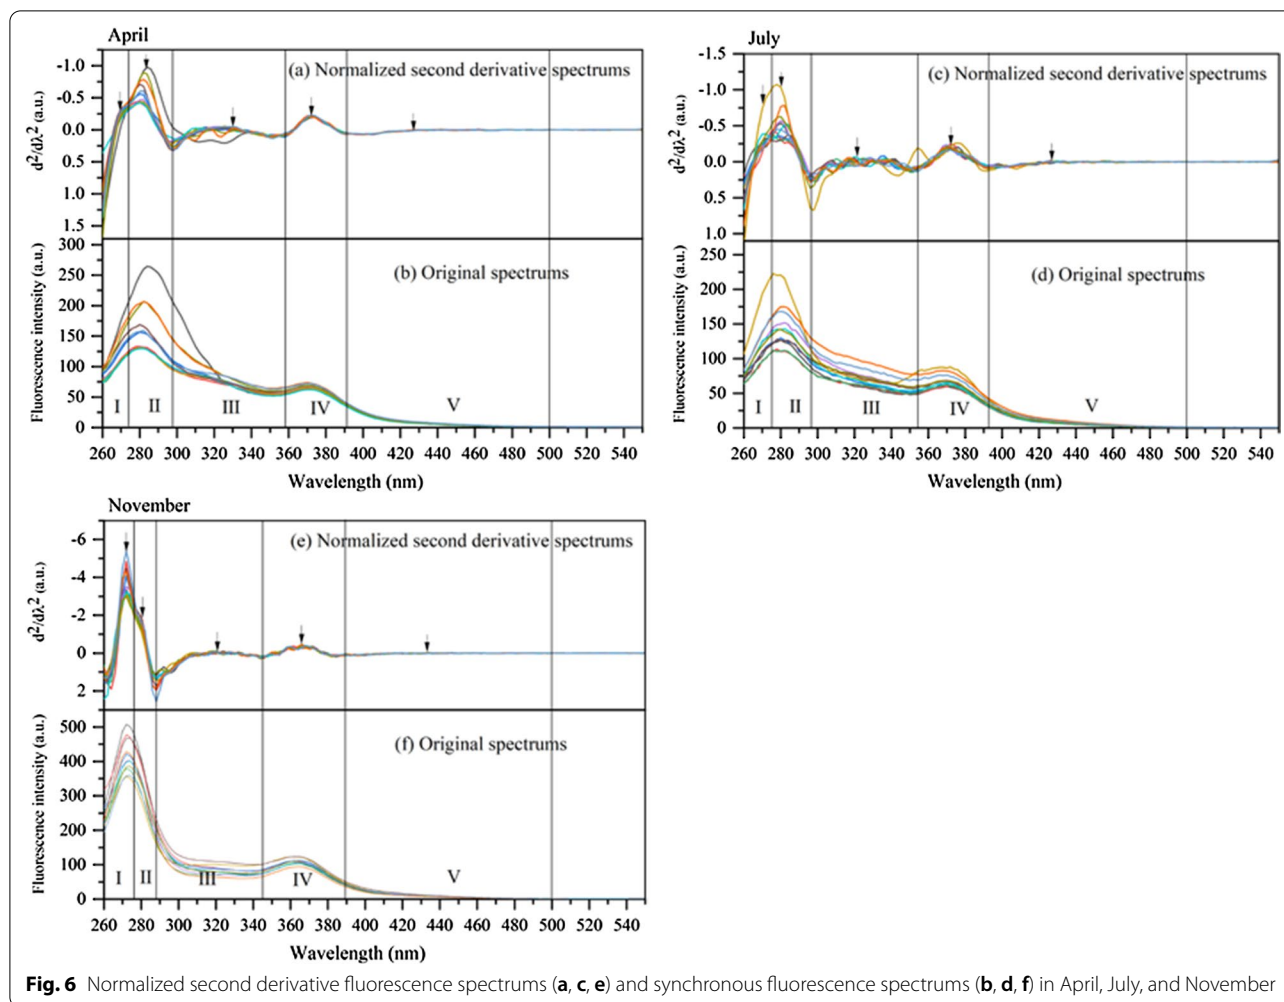 April
(a) Normalized second derivative spectrums
d²/dλ² (a.u.)
-1.0
-0.5
0.0
0.5
1.0
1.5
(b) Original spectrums
Fluorescence intensity (a.u.)
300
250
200
150
100
50
0
I II III IV V
260 280 300 320 340 360 380 400 420 440 460 480 500 520 540
Wavelength (nm)
July
(c) Normalized second derivative spectrums
d²/dλ² (a.u.)
-1.5
-1.0
-0.5
0.0
0.5
1.0
(d) Original spectrums
Fluorescence intensity (a.u.)
250
200
150
100
50
0
I II III IV V
260 280 300 320 340 360 380 400 420 440 460 480 500 520 540
Wavelength (nm)
November
(e) Normalized second derivative spectrums
d²/dλ² (a.u.)
-6
-4
-2
0
2
(f) Original spectrums
Fluorescence intensity (a.u.)
500
400
300
200
100
0
I II III IV V
260 280 300 320 340 360 380 400 420 440 460 480 500 520 540
Wavelength (nm)
Fig. 6 Normalized second derivative fluorescence spectrums (a, c, e) and synchronous fluorescence spectrums (b, d, f) in April, July, and November